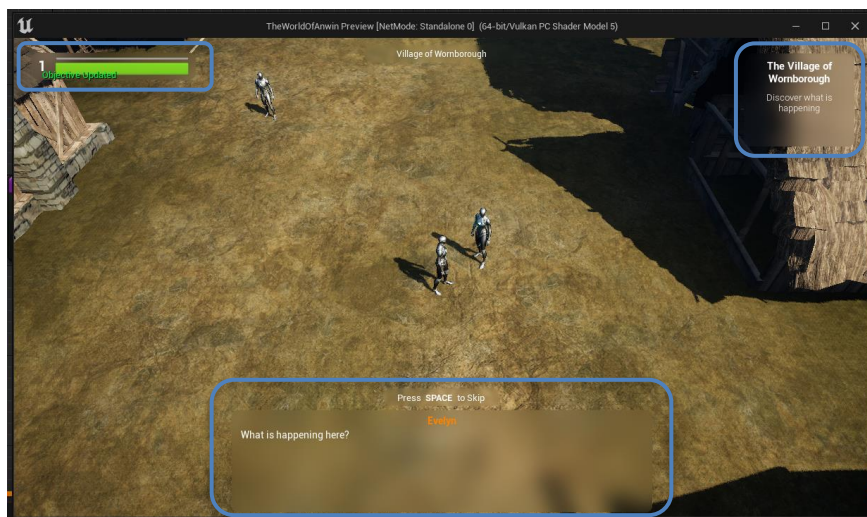 TheWorldOfAnwin Preview [NetMode: Standalone 0] (64-bit/Vulkan PC Shader Model 5)
1
Objective Updated
Village of Wornborough
The Village of
Wornborough
Discover what is
happening
Press SPACE to Skip
Evelyn
What is happening here?